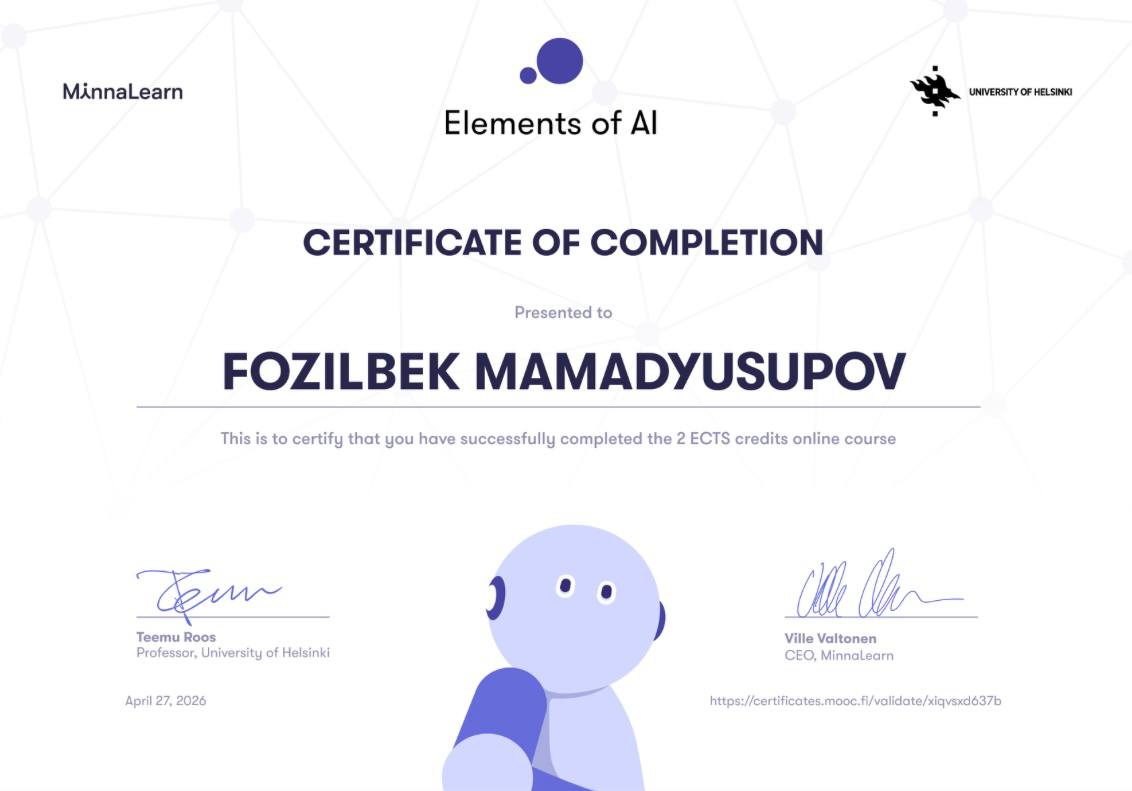 MinnaLearn
Elements of AI
UNIVERSITY OF HELSINKI
CERTIFICATE OF COMPLETION
Presented to
FOZILBEK MAMADYUSUPOV
This is to certify that you have successfully completed the 2 ECTS credits online course
Teemu Roos
Professor, University of Helsinki
Ville Valtonen
CEO, MinnaLearn
April 27, 2026
https://certificates.mooc.fi/validate/xiqvsxd637b